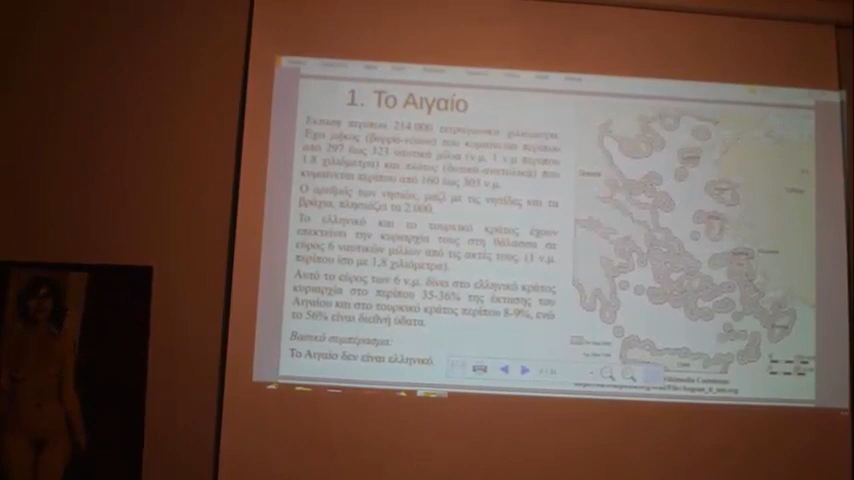 1. Το Αιγαίο
Έκταση περίπου 214.000 τετραγωνικά χιλιόμετρα.
Έχει μήκος (βορρά-νότου) που κυμαίνεται περίπου
από 297 έως 323 ναυτικά μίλια (ν.μ. 1 ν.μ περίπου
1.8 χιλιόμετρα) και πλάτος (δυτικά-ανατολικά) που
κυμαίνεται περίπου από 160 έως 305 ν.μ.
Ο αριθμός των νησιών, μαζί με τις νησίδες και τα
βράχια, πλησιάζει τα 2.000.
Το ελληνικό και το τουρκικό κράτος έχουν
επεκτείνει την κυριαρχία τους στη θάλασσα σε
εύρος 6 ναυτικών μιλίων από τις ακτές τους. (1 ν.μ.
περίπου ίσο με 1,8 χιλιόμετρα).
Αυτό το εύρος των 6 ν.μ. δίνει στο ελληνικό κράτος
κυριαρχία στο περίπου 35-36% της έκτασης του
Αιγαίου και στο τουρκικό κράτος περίπου 8-9%, ενώ
το 56% είναι διεθνή ύδατα.
Βασικό συμπέρασμα:
Το Αιγαίο δεν είναι ελληνικό.